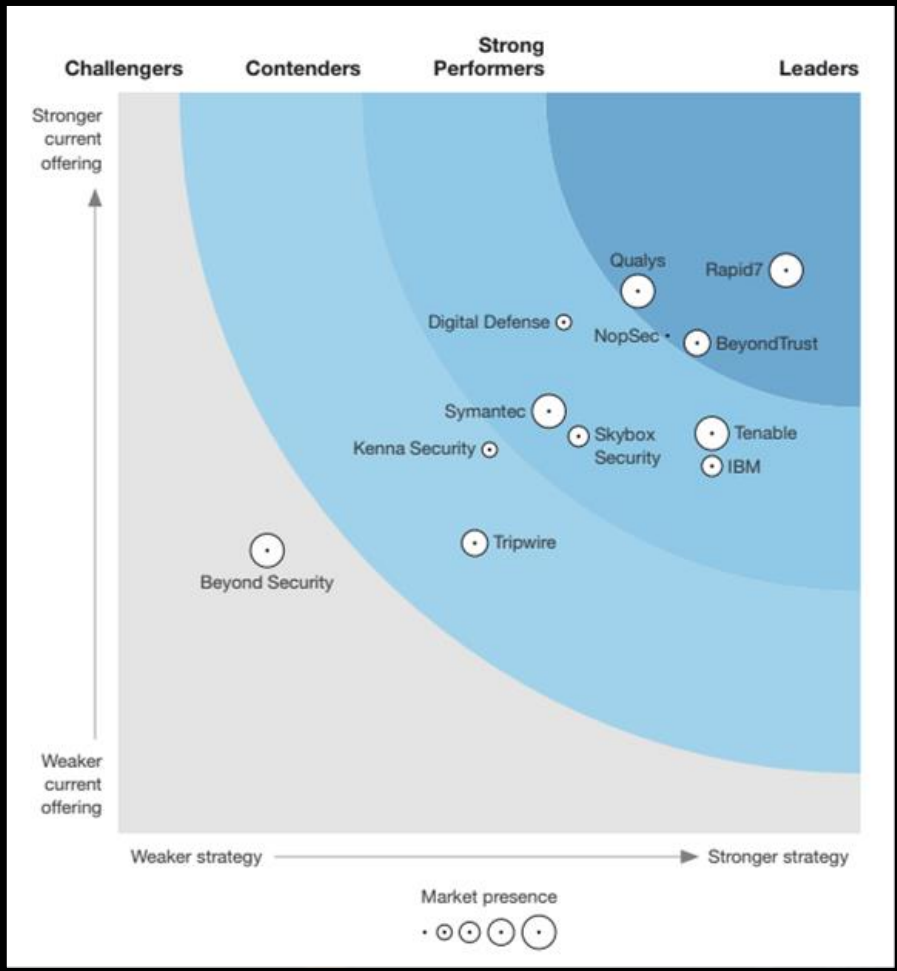 Strong
Challengers Contenders Performers Leaders
Stronger
current
offering
Qualys
Rapid7
Digital Defense
NopSec
BeyondTrust
Symantec
Skybox
Security
Tenable
Kenna Security
IBM
Tripwire
Beyond Security
Weaker
current
offering
Weaker strategy
Stronger strategy
Market presence